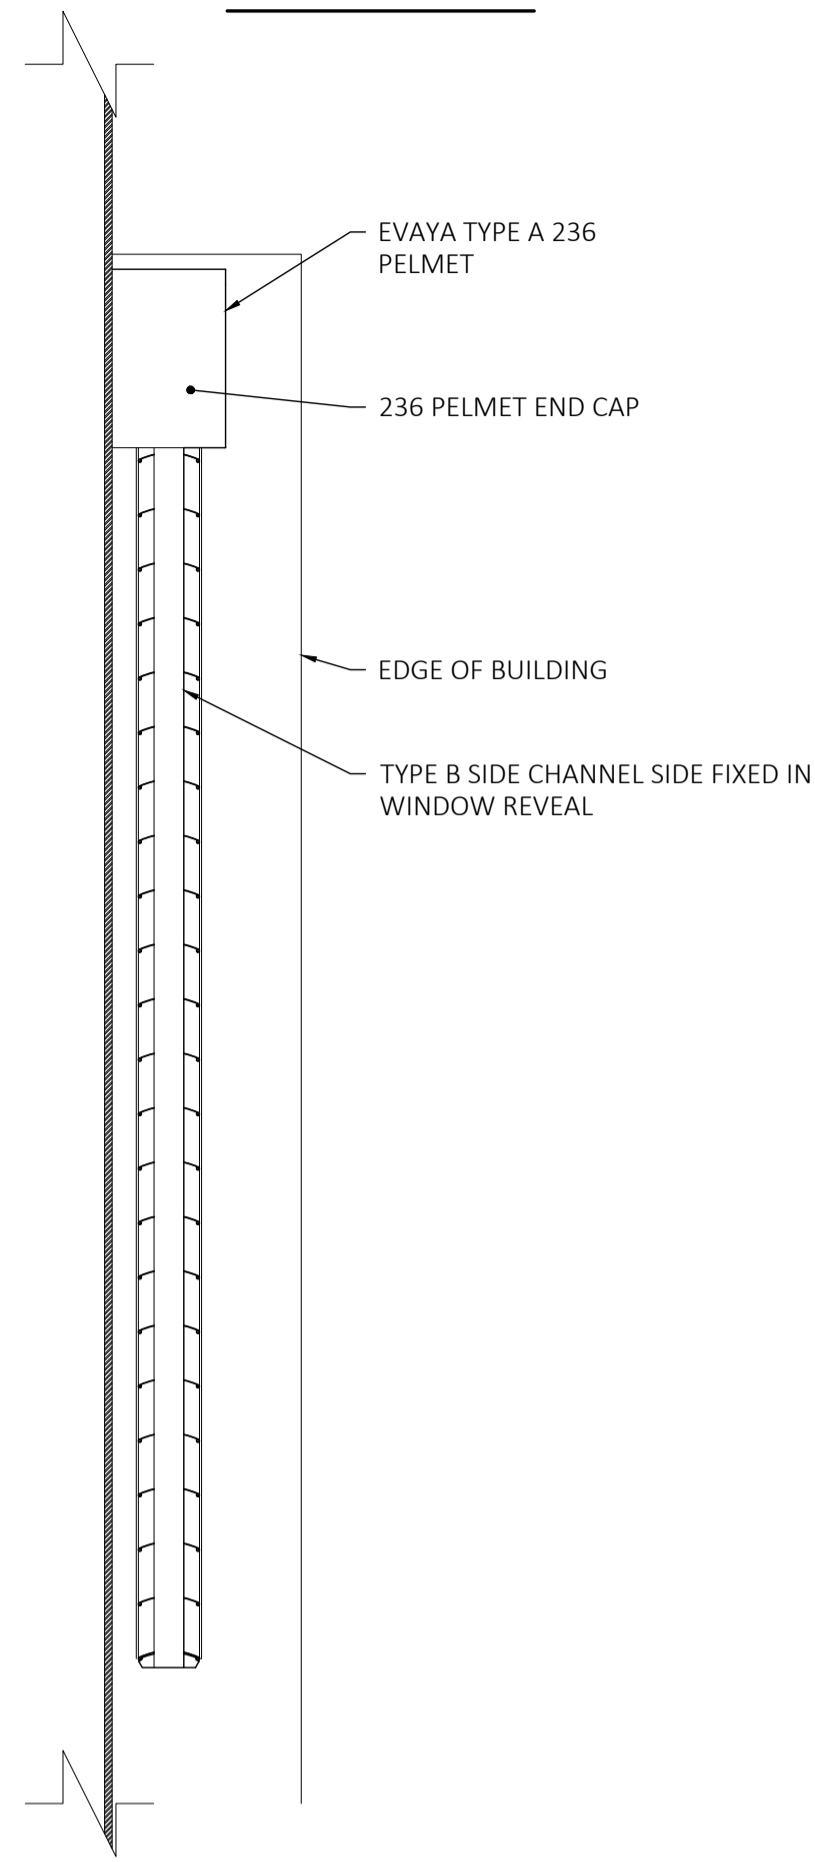 EVAYA TYPE A 236
PELMET
236 PELMET END CAP
EDGE OF BUILDING
TYPE B SIDE CHANNEL SIDE FIXED IN
WINDOW REVEAL